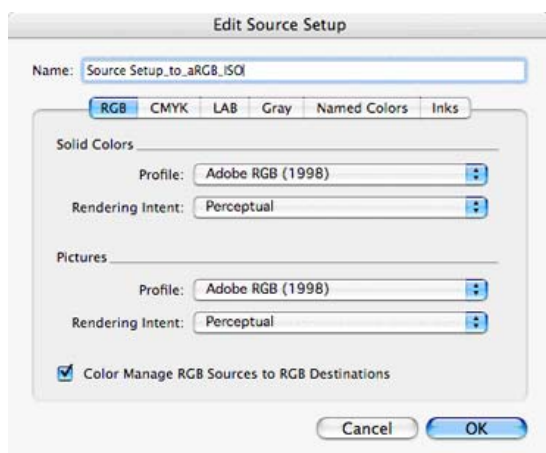 Edit Source Setup
Name: Source Setup_to_aRGB_ISO
RGB CMYK LAB Gray Named Colors Inks
Solid Colors
Profile: Adobe RGB (1998)
Rendering Intent: Perceptual
Pictures
Profile: Adobe RGB (1998)
Rendering Intent: Perceptual
Color Manage RGB Sources to RGB Destinations
Cancel OK